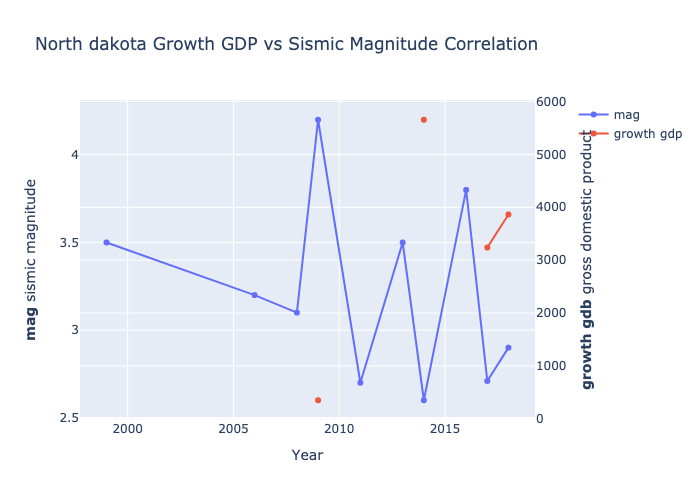 North dakota Growth GDP vs Sismic Magnitude Correlation
mag
growth gdp
mag sismic magnitude
4
3.5
3
2.5
6000
5000
4000
3000
2000
1000
0
growth gdb gross domestic product
2000
2005
2010
2015
Year